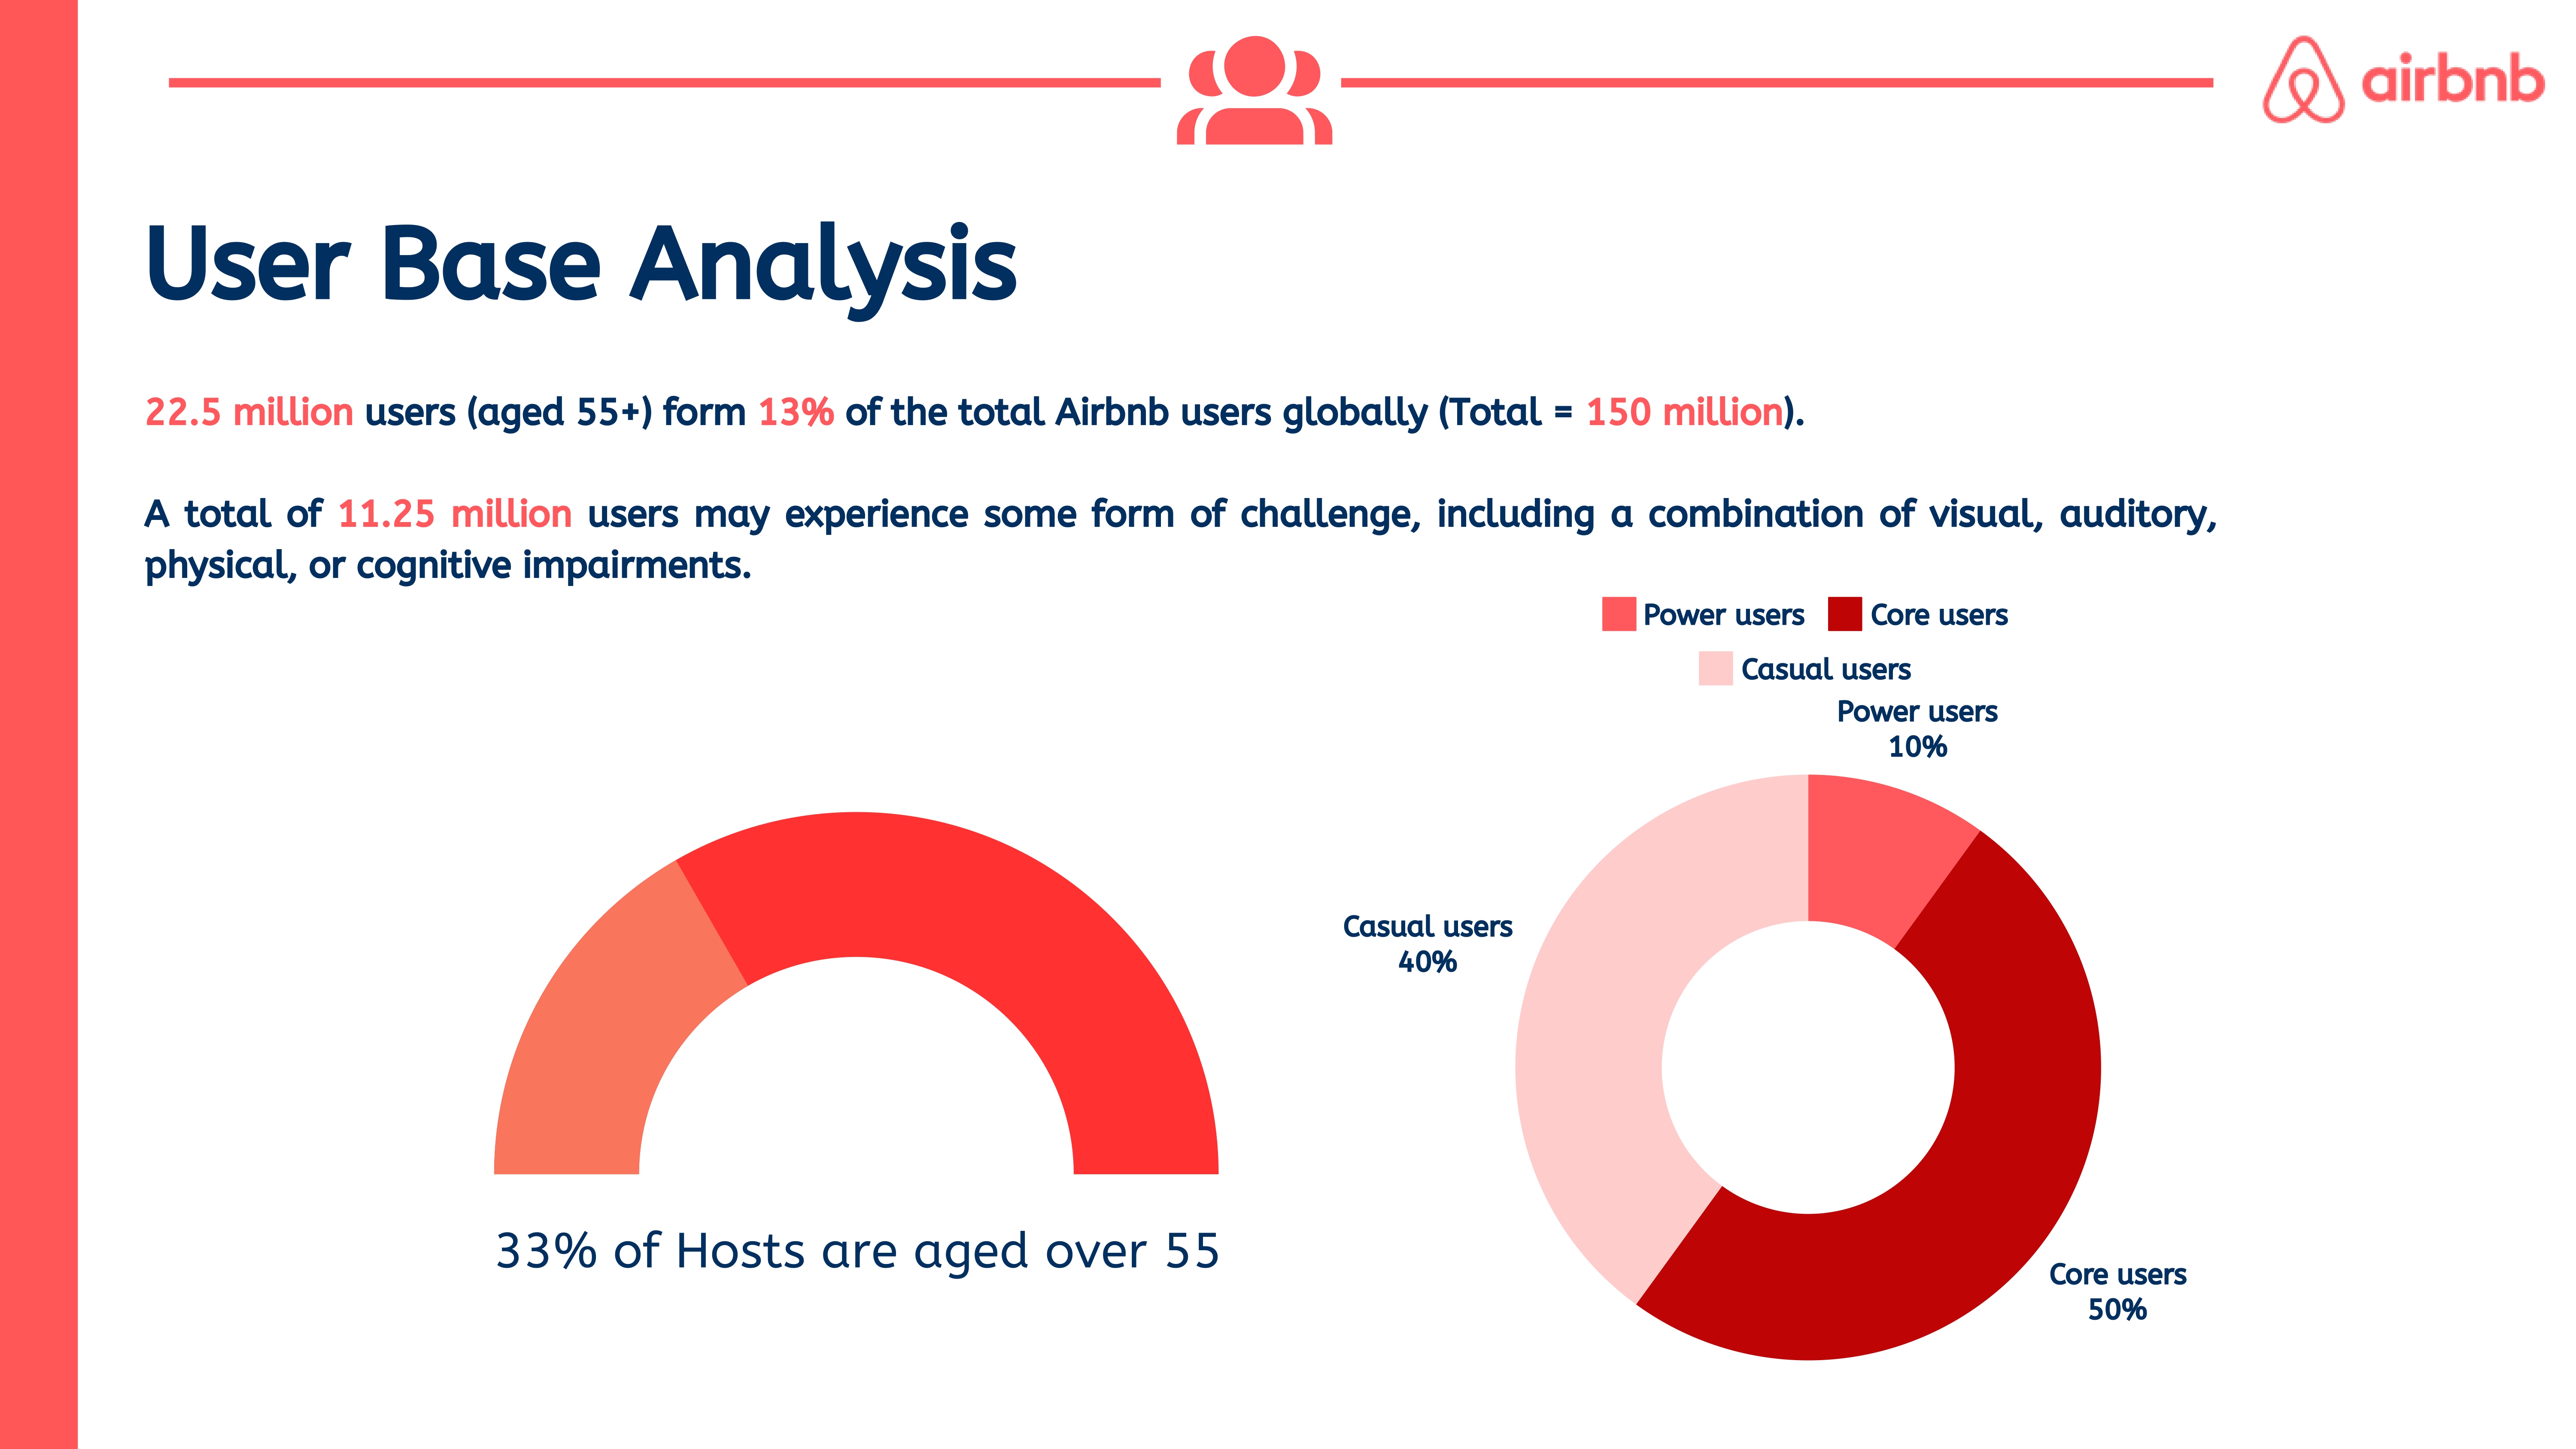 airbnb
User Base Analysis
22.5 million users (aged 55+) form 13% of the total Airbnb users globally (Total = 150 million).
A total of 11.25 million users may experience some form of challenge, including a combination of visual, auditory,
physical, or cognitive impairments.
Power users Core users
Casual users
Power users
10%
Casual users
40%
Core users
50%
33% of Hosts are aged over 55